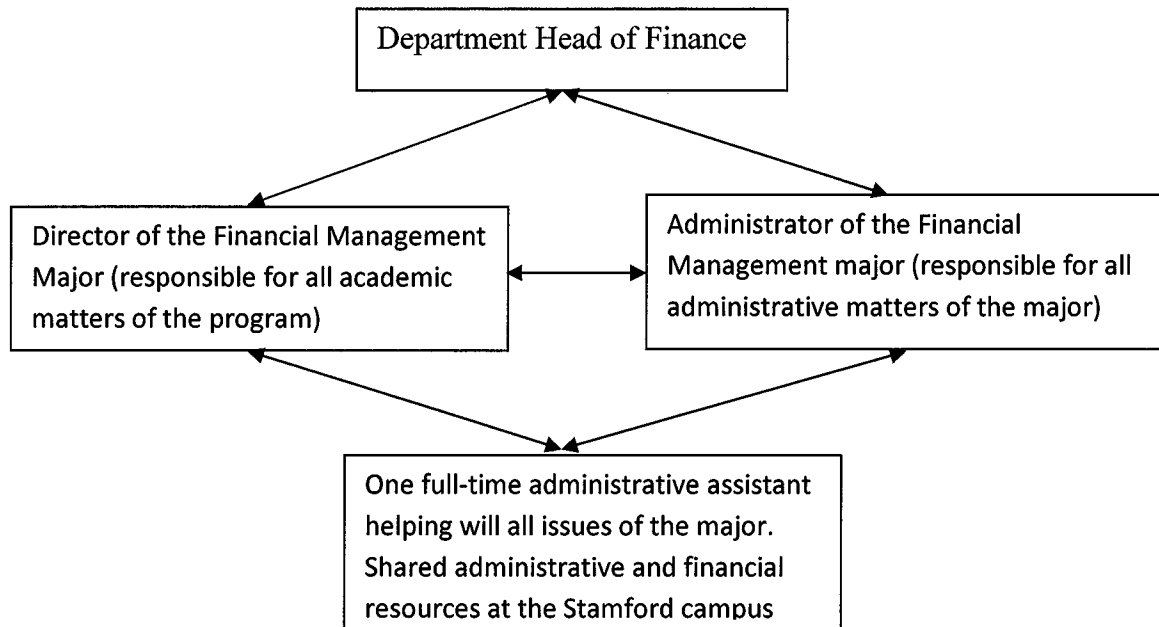 Department Head of Finance
Director of the Financial Management
Major (responsible for all academic
matters of the program)
Administrator of the Financial
Management major (responsible for all
administrative matters of the major)
One full-time administrative assistant
helping will all issues of the major.
Shared administrative and financial
resources at the Stamford campus